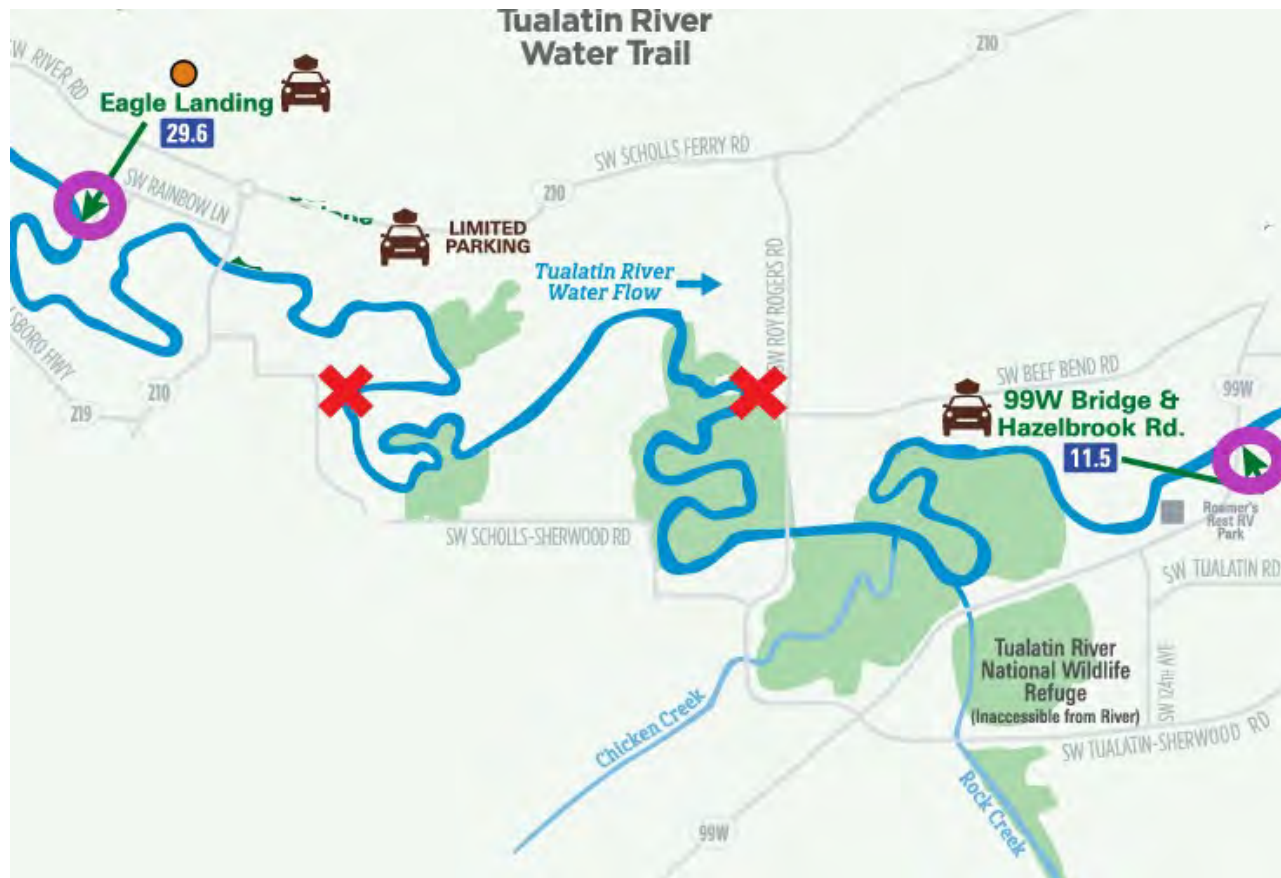 Tualatin River
Water Trail
SW RIVER RD
210
Eagle Landing
29.6
SW RAINBOW LN
SW SCHOLLS FERRY RD
210
LIMITED
PARKING
Tualatin River
Water Flow
SW ROY ROGERS RD
SBORO HWY
219
210
SW BEEF BEND RD
99W
99W Bridge &
Hazelbrook Rd.
11.5
Roamer's
Rest RV
Park
SW SCHOLLS-SHERWOOD RD
SW TUALATIN RD
Tualatin River
National Wildlife
Refuge
(Inaccessible from River)
SW 124TH AVE
Chicken Creek
SW TUALATIN-SHERWOOD RD
Rock Creek
99W